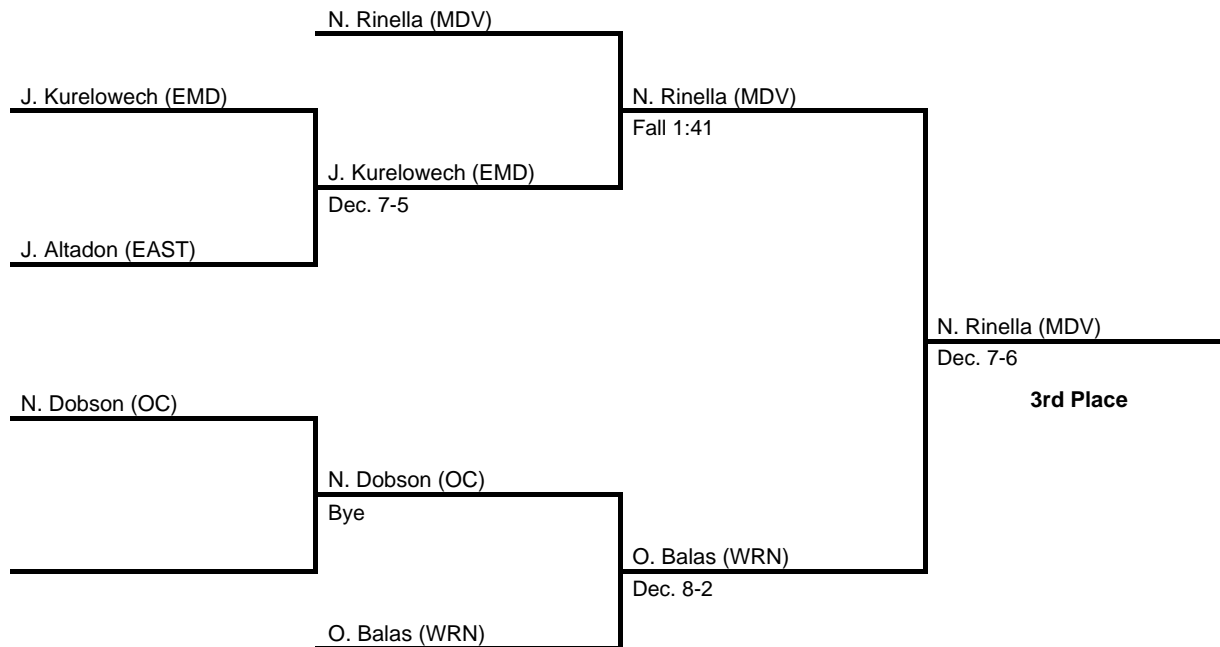 N. Rinella (MDV)
J. Kurelowech (EMD)
N. Rinella (MDV)
Fall 1:41
J. Kurelowech (EMD)
Dec. 7-5
J. Altadon (EAST)
N. Rinella (MDV)
Dec. 7-6
3rd Place
N. Dobson (OC)
N. Dobson (OC)
Bye
O. Balas (WRN)
Dec. 8-2
O. Balas (WRN)